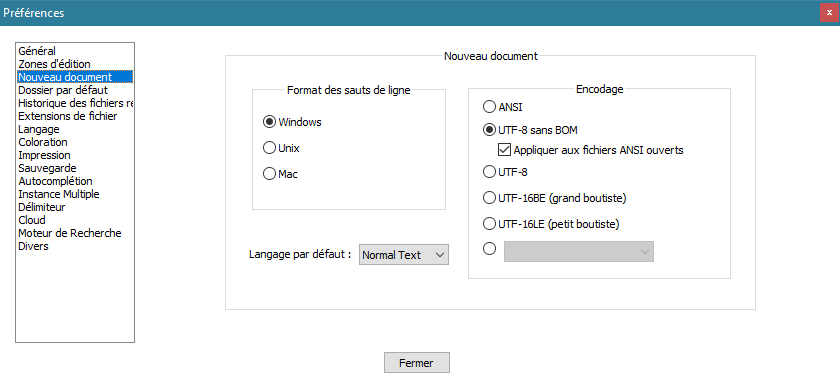 Préférences
x
Général
Zones d'édition
Nouveau document
Dossier par défaut
Historique des fichiers re
Extensions de fichier
Langage
Coloration
Impression
Sauvegarde
Autocomplétion
Instance Multiple
Délimiteur
Cloud
Moteur de Recherche
Divers
Nouveau document
Format des sauts de ligne
Windows
Unix
Mac
Langage par défaut :
Normal Text
Encodage
ANSI
UTF-8 sans BOM
Appliquer aux fichiers ANSI ouverts
UTF-8
UTF-16BE (grand boutiste)
UTF-16LE (petit boutiste)
Fermer